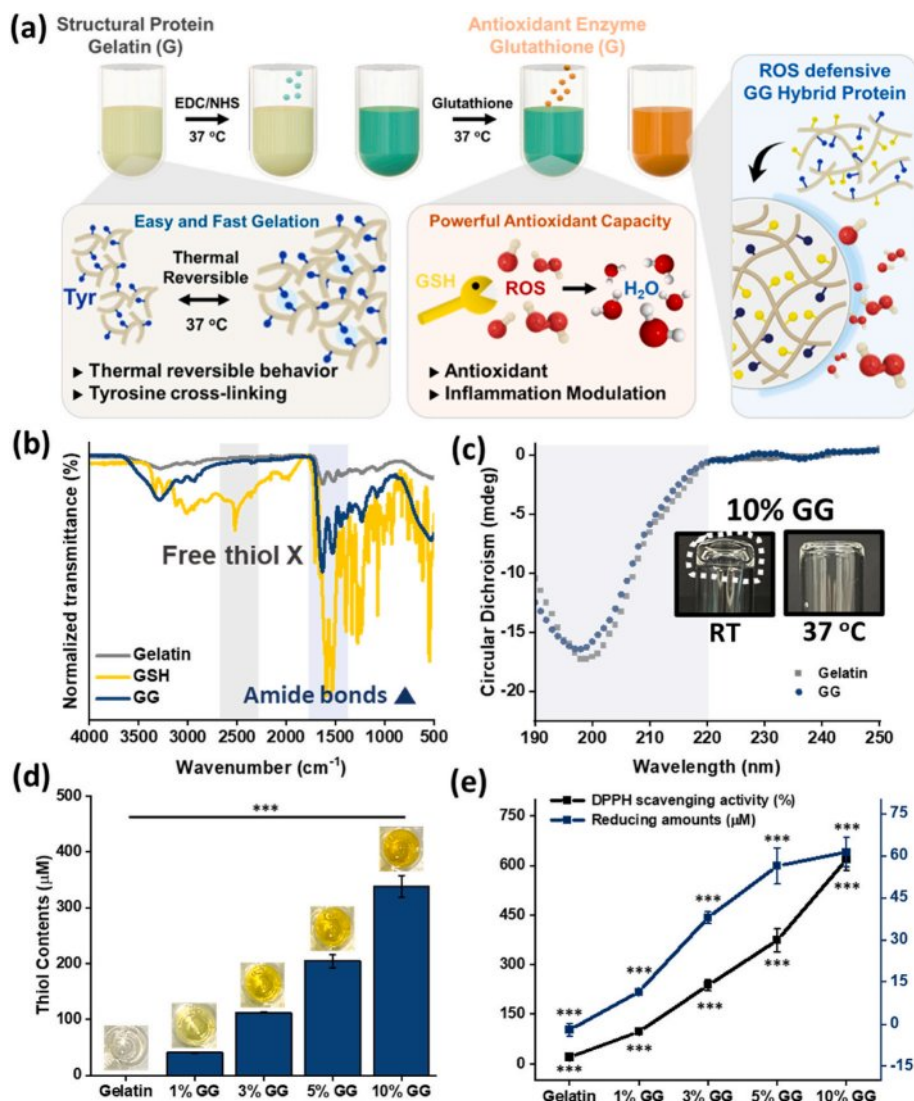 (a)
Structural Protein
Gelatin (G)
Antioxidant Enzyme
Glutathione (G)
EDC/NHS
37 °C
Glutathione
37 °C
ROS defensive
GG Hybrid Protein
Easy and Fast Gelation
Tyr
Thermal
Reversible
37 °C
▸ Thermal reversible behavior
▸ Tyrosine cross-linking
Powerful Antioxidant Capacity
GSH
ROS
H₂O
▸ Antioxidant
▸ Inflammation Modulation
(b)
Normalized transmittance (%)
Free thiol X
Gelatin
GSH
GG
Amide bonds ▲
4000 3500 3000 2500 2000 1500 1000 500
Wavenumber (cm⁻¹)
(c)
Circular Dichroism (mdeg)
0
-5
-10
-15
-20
10% GG
RT
37 °C
Gelatin
GG
190 200 210 220 230 240 250
Wavelength (nm)
(d)
Thiol Contents (μM)
500
400
300
200
100
0
***
Gelatin 1% GG 3% GG 5% GG 10% GG
(e)
DPPH scavenging activity (%)
Reducing amounts (μM)
750
600
450
300
150
0
75
60
45
30
15
0
-15
***
***
***
***
***
***
***
***
***
***
Gelatin 1% GG 3% GG 5% GG 10% GG